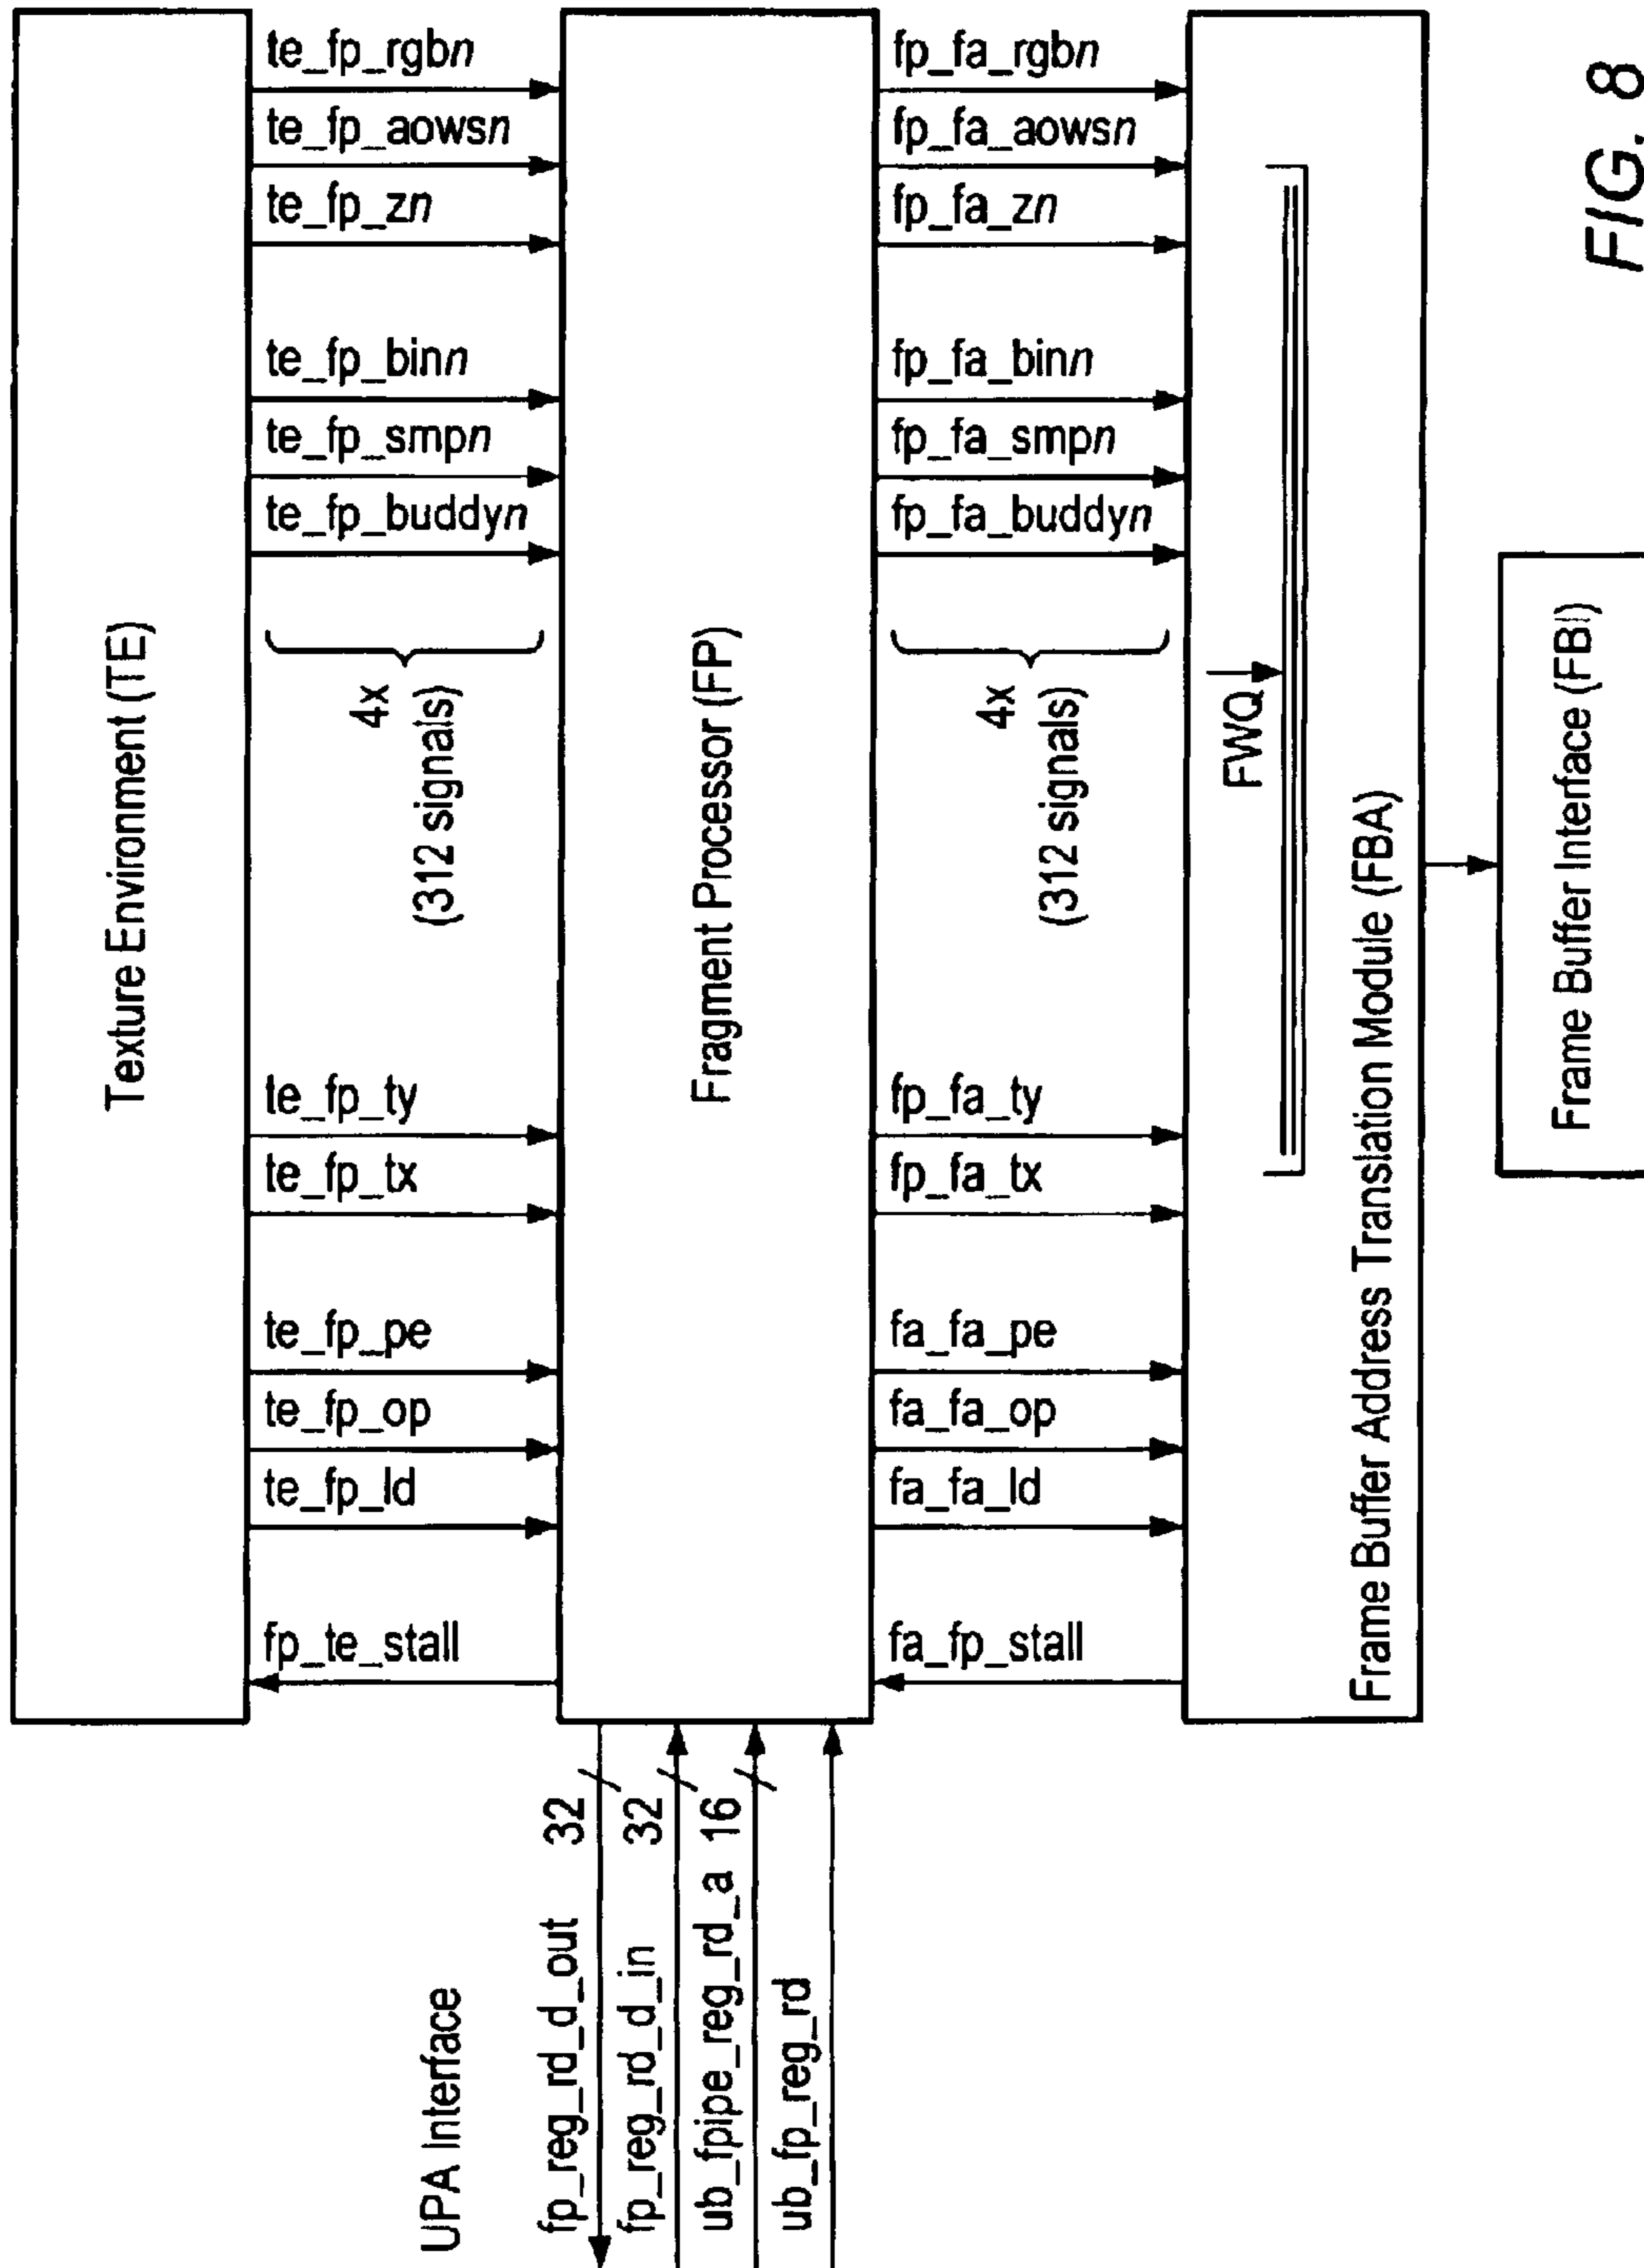 Texture Environment (TE)
fp_te_stall
te_fp_ld
te_fp_op
te_fp_pe
te_fp_tx
te_fp_ty
4x
(312 signals)
te_fp_buddyn
te_fp_smpn
te_fp_binn
te_fp_zn
te_fp_aowsn
te_fp_rgbn
UPA Interface
fp_reg_rd_d_out 32
fp_reg_rd_d_in 32
ub_fpipe_reg_rd_a 16
ub_fp_reg_rd
Fragment Processor (FP)
fa_fp_stall
fa_fa_ld
fa_fa_op
fa_fa_pe
fp_fa_tx
fp_fa_ty
4x
(312 signals)
fp_fa_buddyn
fp_fa_smpn
fp_fa_binn
fp_fa_zn
fp_fa_aowsn
fp_fa_rgbn
FWQ
Frame Buffer Address Translation Module (FBA)
Frame Buffer Interface (FBI)
FIG. 8